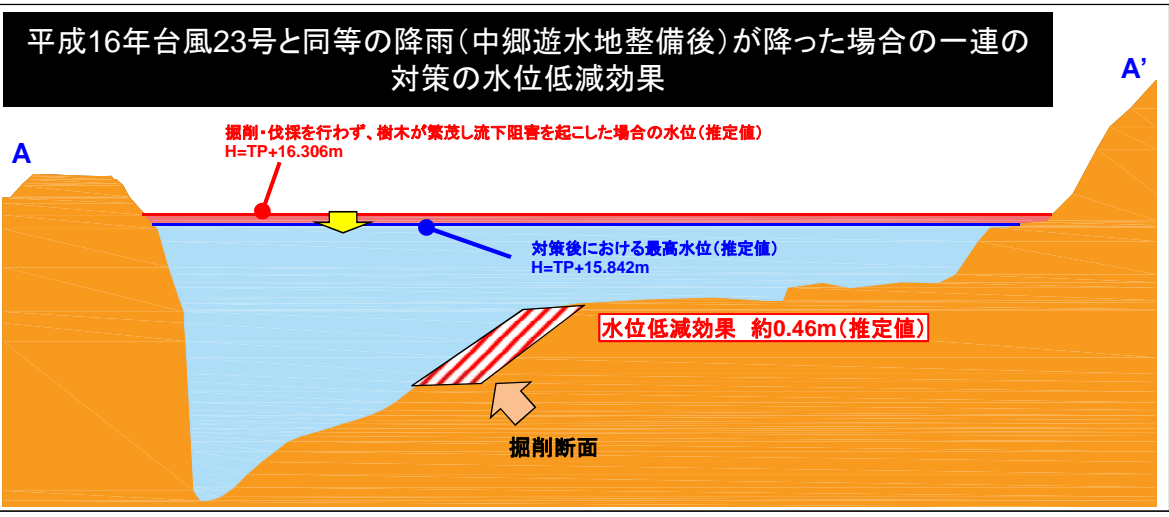 平成16年台風23号と同等の降雨(中郷遊水地整備後)が降った場合の一連の
対策の水位低減効果
A'
掘削・伐採を行わず、樹木が繁茂し流下阻害を起こした場合の水位(推定値)
H=TP+16.306m
A
対策後における最高水位(推定値)
H=TP+15.842m
水位低減効果 約0.46m(推定値)
掘削断面